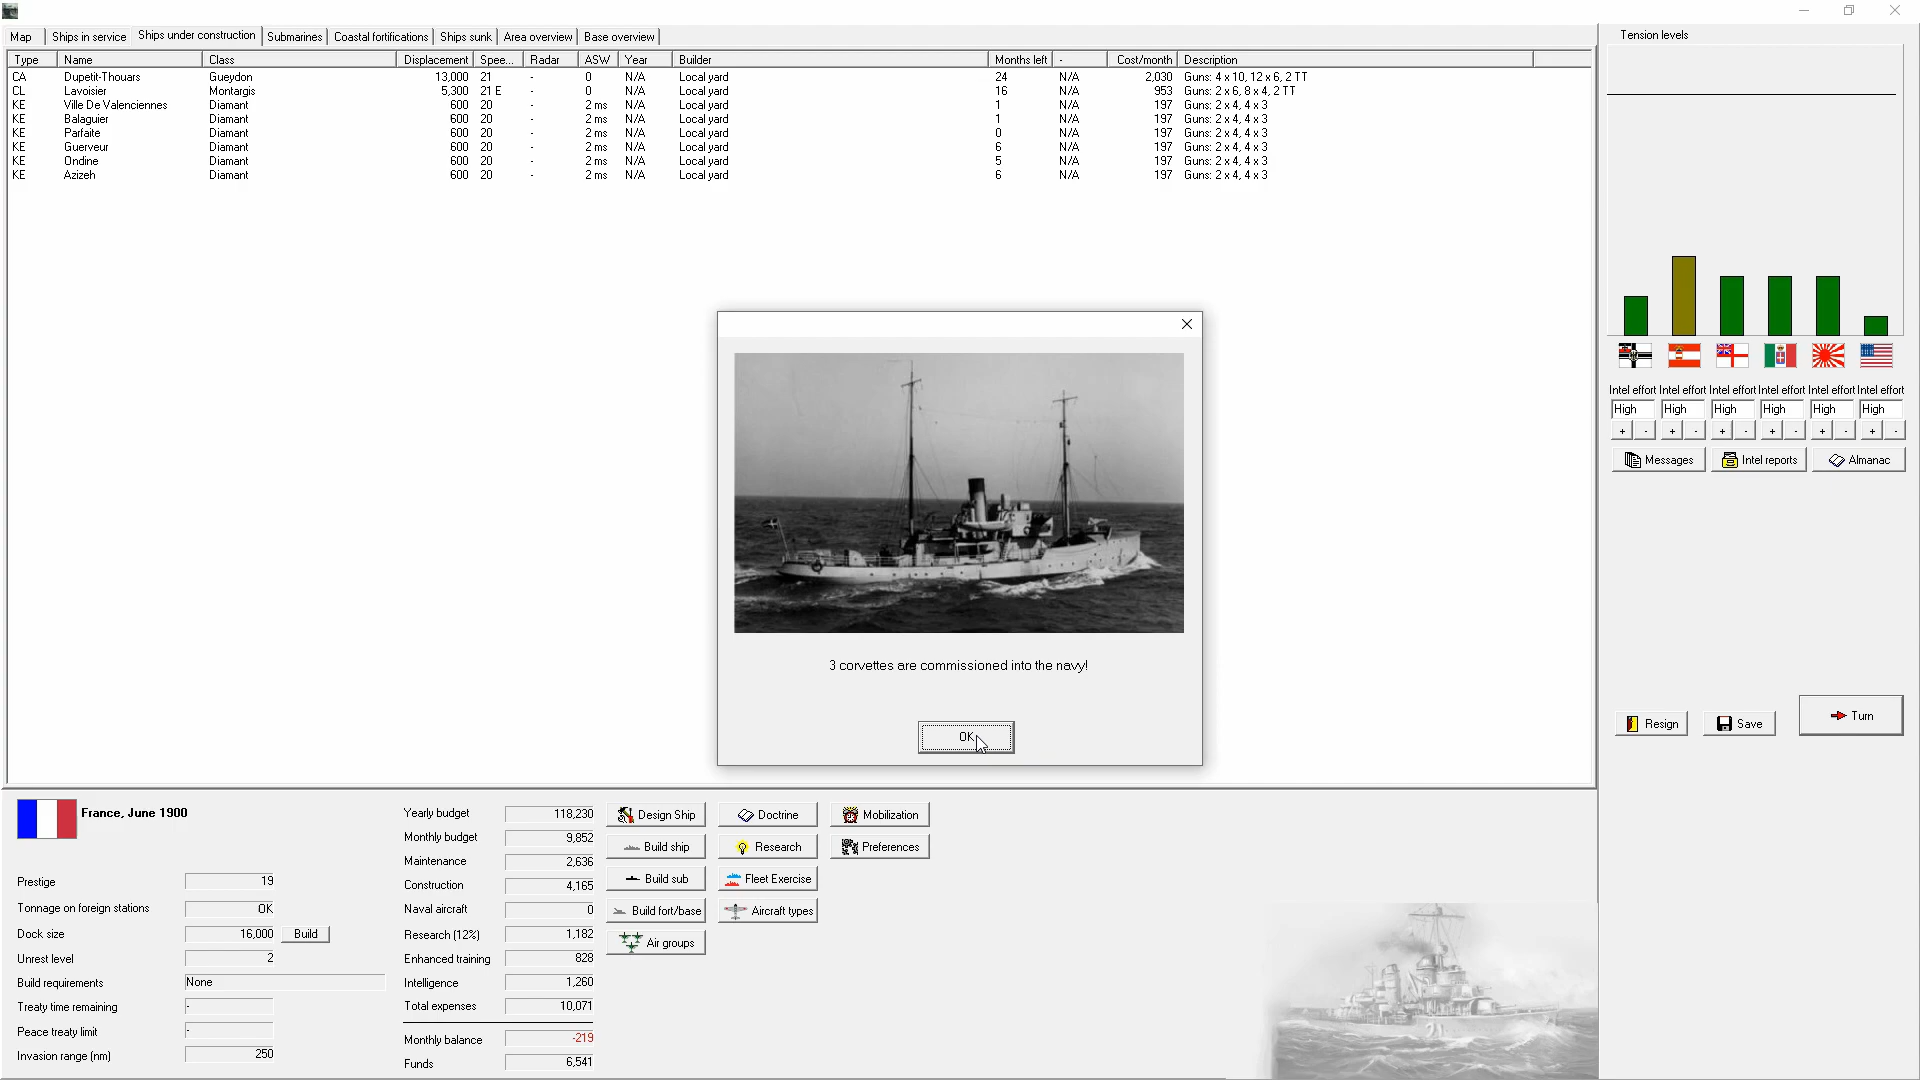 Map Ships in service Ships under construction Submarines Coastal fortifications Ships sunk Area overview Base overview
Type Name Class Displacement Spee... Radar ASW Year Builder Months left - Cost/month Description
CA Dupetit-Thouars Gueydon 13,000 21 - 0 N/A Local yard 24 N/A 2,030 Guns: 4 x 10, 12 x 6, 2 TT
CL Lavoisier Montargis 5,300 21 E - 0 N/A Local yard 16 N/A 953 Guns: 2 x 6, 8 x 4, 2 TT
KE Ville De Valenciennes Diamant 600 20 - 2 ms N/A Local yard 1 N/A 197 Guns: 2 x 4, 4 x 3
KE Balaguier Diamant 600 20 - 2 ms N/A Local yard 1 N/A 197 Guns: 2 x 4, 4 x 3
KE Parfaite Diamant 600 20 - 2 ms N/A Local yard 0 N/A 197 Guns: 2 x 4, 4 x 3
KE Guerveur Diamant 600 20 - 2 ms N/A Local yard 6 N/A 197 Guns: 2 x 4, 4 x 3
KE Ondine Diamant 600 20 - 2 ms N/A Local yard 5 N/A 197 Guns: 2 x 4, 4 x 3
KE Azizeh Diamant 600 20 - 2 ms N/A Local yard 6 N/A 197 Guns: 2 x 4, 4 x 3
3 corvettes are commissioned into the navy!
OK
Tension levels
Intel effort Intel effort Intel effort Intel effort Intel effort Intel effort
High High High High High High
+ - + - + - + - + - + -
Messages Intel reports Almanac
Resign Save Turn
France, June 1900
Prestige 19
Tonnage on foreign stations OK
Dock size 16,000 Build
Unrest level 2
Build requirements None
Treaty time remaining -
Peace treaty limit -
Invasion range (nm) 250
Yearly budget 118,230
Monthly budget 9,852
Maintenance 2,636
Construction 4,165
Naval aircraft 0
Research (12%) 1,182
Enhanced training 828
Intelligence 1,260
Total expenses 10,071
Monthly balance -219
Funds 6,541
Design Ship Doctrine Mobilization
Build ship Research Preferences
Build sub Fleet Exercise
Build fort/base Aircraft types
Air groups